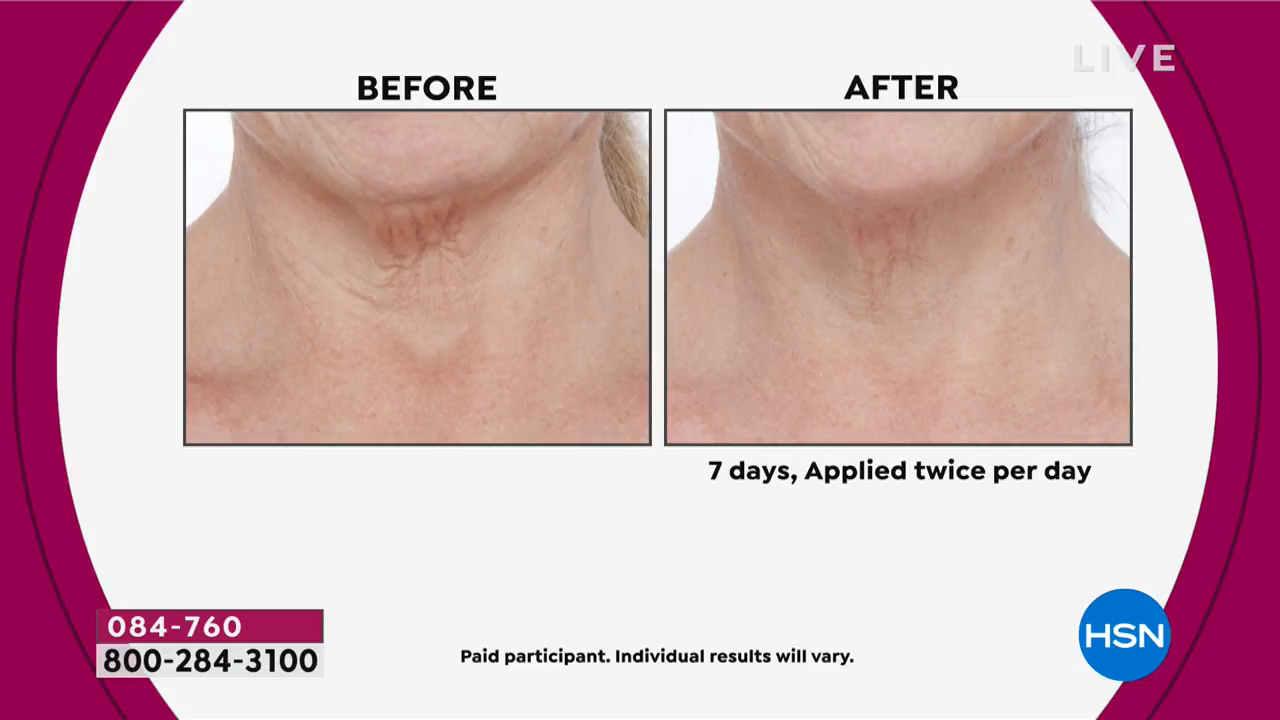 LIVE
BEFORE
AFTER
7 days, Applied twice per day
084-760
800-284-3100
Paid participant. Individual results will vary.
HSN